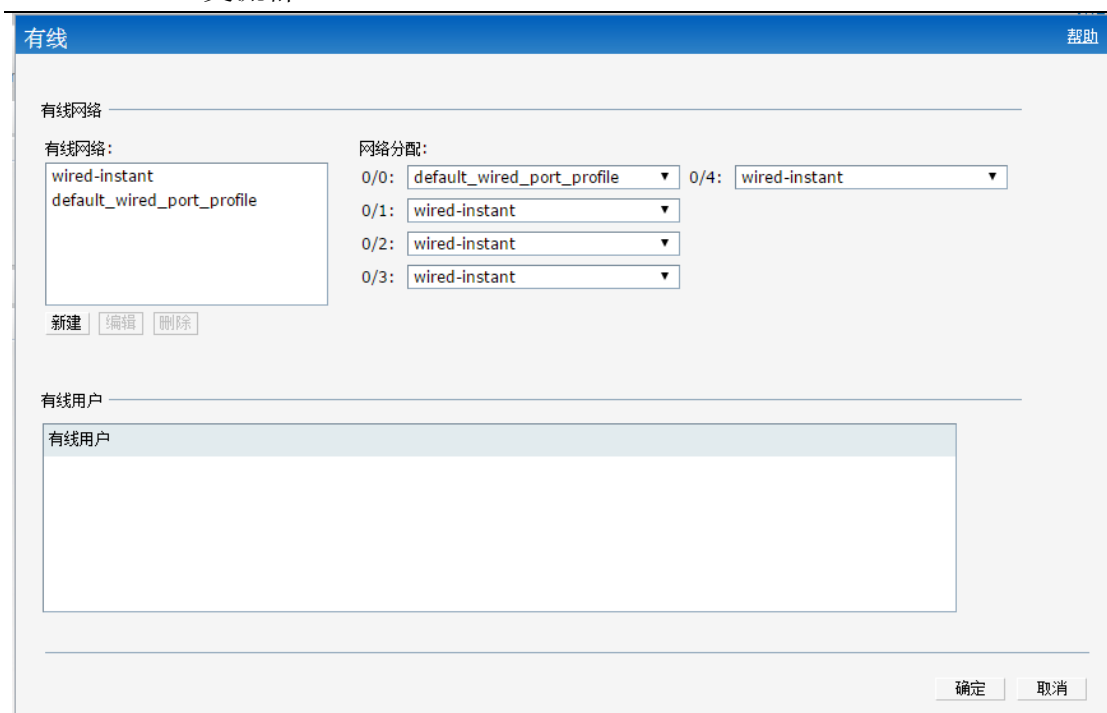 有线 帮助
有线网络
有线网络: 网络分配:
wired-instant
default_wired_port_profile
0/0: default_wired_port_profile 0/4: wired-instant
0/1: wired-instant
0/2: wired-instant
0/3: wired-instant
新建 编辑 删除
有线用户
有线用户
确定 取消